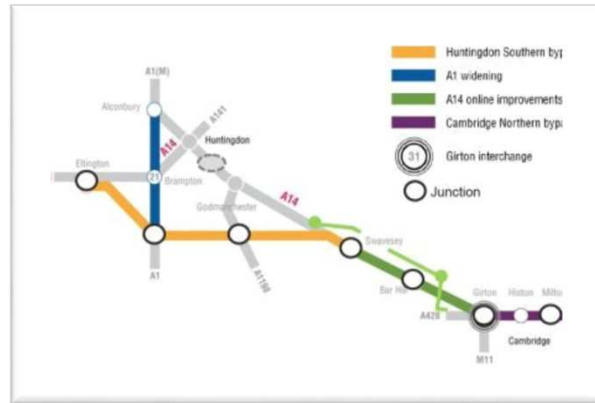 Huntingdon Southern byp
A1 widening
A14 online improvements
Cambridge Northern bypa
31
Girton interchange
Junction
A1(M)
Alconbury
A141
Huntingdon
A14
Ellington
21
Brampton
Godmanchester
A14
Swavesey
A1
A1198
Bar Hill
Girton
Histon
Milto
A428
Cambridge
M11